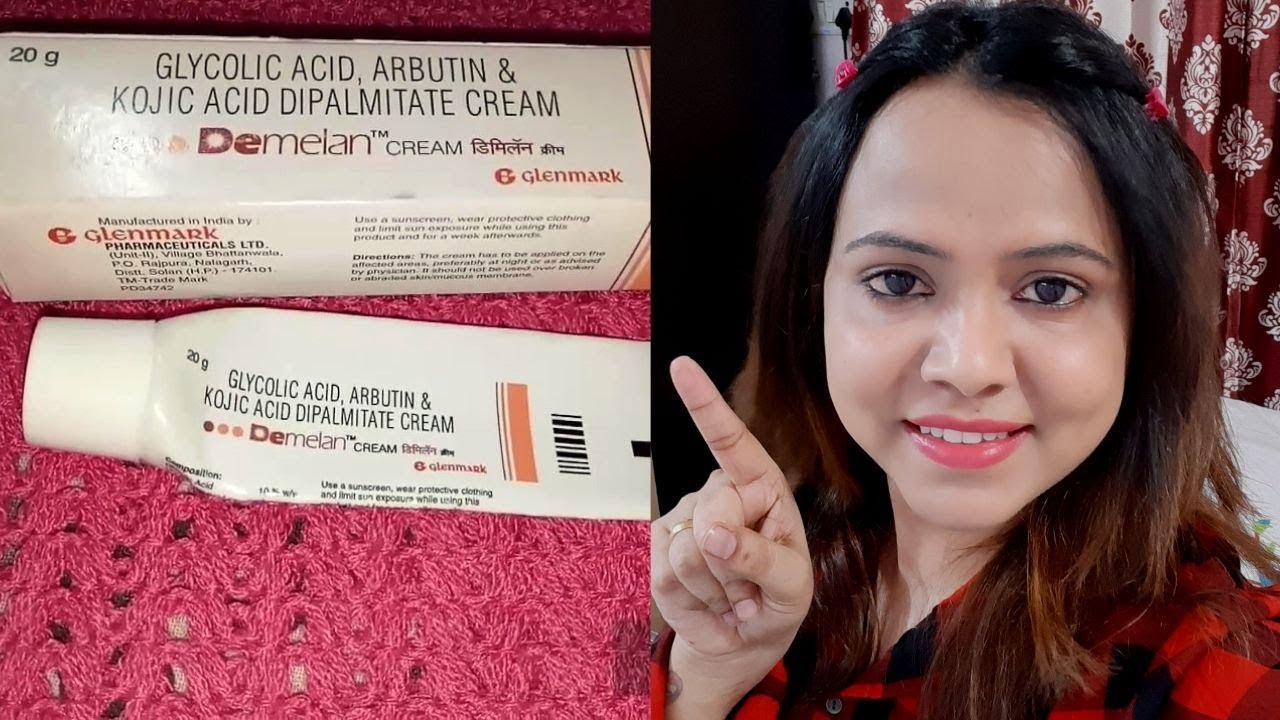 20 g
GLYCOLIC ACID, ARBUTIN &
KOJIC ACID DIPALMITATE CREAM
Demelan™ CREAM डिमिलॅन क्रीम
G glenmark
Manufactured in India by :
G glenmark
PHARMACEUTICALS LTD.
(Unit-II), Village Bhattanwala,
P.O. Rajpura, Nalagarh,
Distt. Solan (H.P.) - 174101.
TM-Trade Mark
PD34742
Use a sunscreen, wear protective clothing
and limit sun exposure while using this
product and for a week afterwards.
Directions: The cream has to be applied on the
affected areas, preferably at night or as advised
by physician. It should not be used over broken
or abraded skin/mucous membrane.
20 g
GLYCOLIC ACID, ARBUTIN &
KOJIC ACID DIPALMITATE CREAM
Demelan™ CREAM डिमिलॅन क्रीम
G glenmark
Composition:
Acid
10 % w/w
Use a sunscreen, wear protective clothing
and limit sun exposure while using this